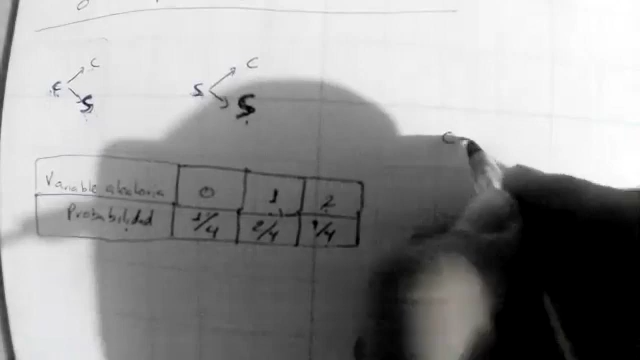 C C
C S
S S
C
Variable aleatoria 0 1 2
Probabilidad 1/4 2/4 1/4